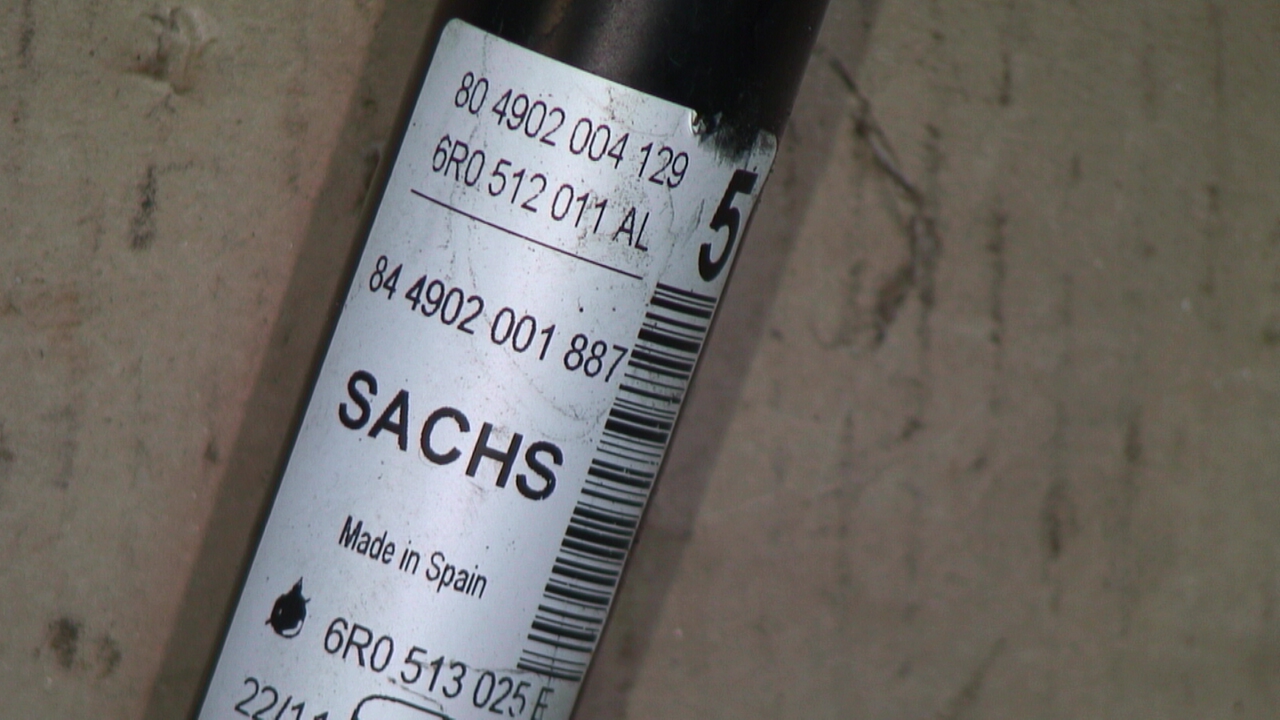 80 4902 004 129
6R0 512 011 AL
5
84 4902 001 887
SACHS
Made in Spain
6R0 513 025